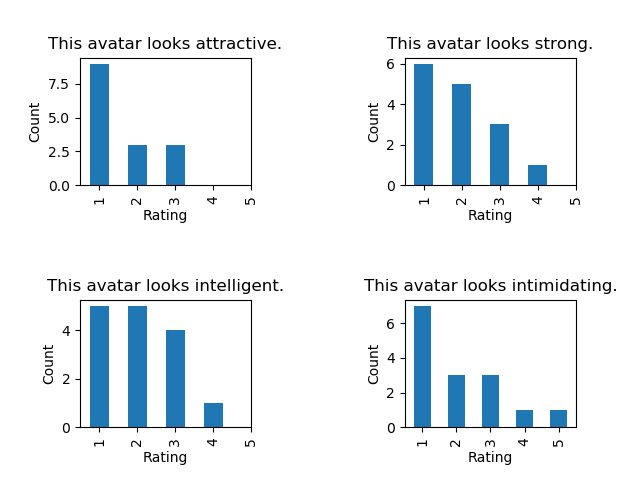 This avatar looks attractive.
7.5
5.0
2.5
0.0
Count
1 2 3 4 5
Rating
This avatar looks strong.
6
4
2
0
Count
1 2 3 4 5
Rating
This avatar looks intelligent.
4
2
0
Count
1 2 3 4 5
Rating
This avatar looks intimidating.
6
4
2
0
Count
1 2 3 4 5
Rating